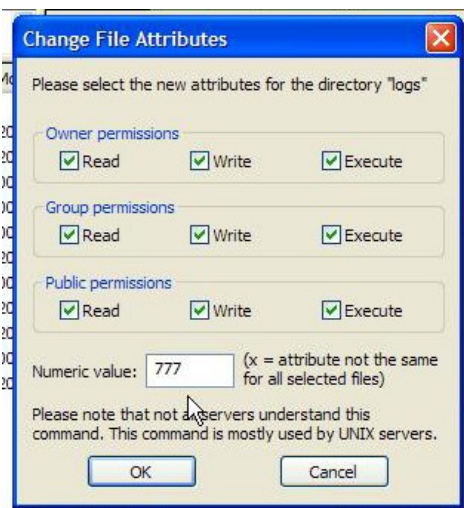 Change File Attributes
Please select the new attributes for the directory "logs"
Owner permissions
Read Write Execute
Group permissions
Read Write Execute
Public permissions
Read Write Execute
Numeric value: 777 (x = attribute not the same
for all selected files)
Please note that not servers understand this
command. This command is mostly used by UNIX servers.
OK Cancel